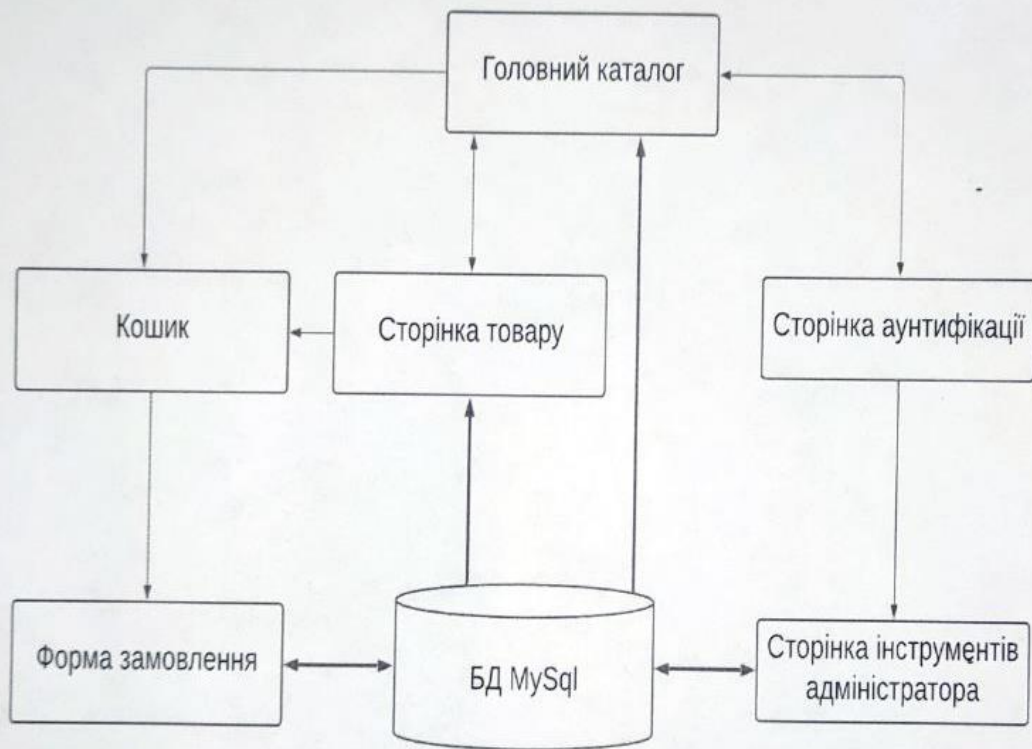 Головний каталог
Кошик
Сторінка товару
Сторінка аунтифікації
Форма замовлення
БД MySql
Сторінка інструментів
адміністратора